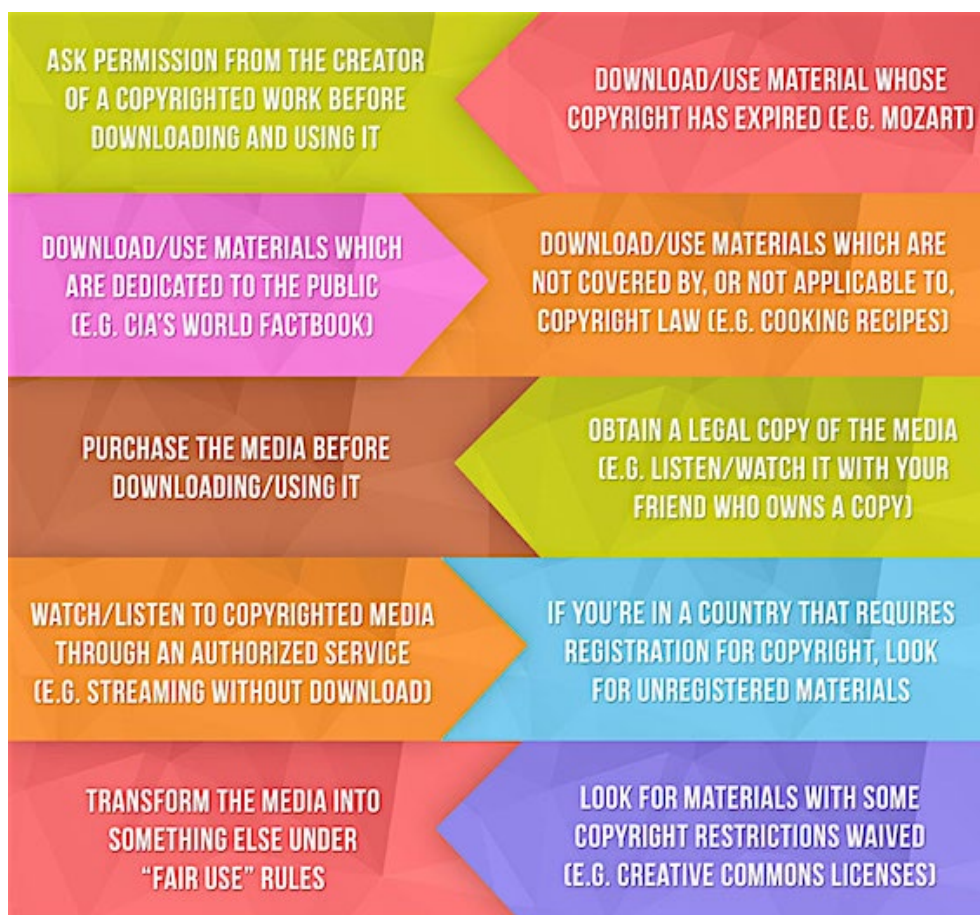 ASK PERMISSION FROM THE CREATOR
OF A COPYRIGHTED WORK BEFORE
DOWNLOADING AND USING IT
DOWNLOAD/USE MATERIAL WHOSE
COPYRIGHT HAS EXPIRED (E.G. MOZART)
DOWNLOAD/USE MATERIALS WHICH
ARE DEDICATED TO THE PUBLIC
(E.G. CIA'S WORLD FACTBOOK)
DOWNLOAD/USE MATERIALS WHICH ARE
NOT COVERED BY, OR NOT APPLICABLE TO,
COPYRIGHT LAW (E.G. COOKING RECIPES)
PURCHASE THE MEDIA BEFORE
DOWNLOADING/USING IT
OBTAIN A LEGAL COPY OF THE MEDIA
(E.G. LISTEN/WATCH IT WITH YOUR
FRIEND WHO OWNS A COPY)
WATCH/LISTEN TO COPYRIGHTED MEDIA
THROUGH AN AUTHORIZED SERVICE
(E.G. STREAMING WITHOUT DOWNLOAD)
IF YOU'RE IN A COUNTRY THAT REQUIRES
REGISTRATION FOR COPYRIGHT, LOOK
FOR UNREGISTERED MATERIALS
TRANSFORM THE MEDIA INTO
SOMETHING ELSE UNDER
"FAIR USE" RULES
LOOK FOR MATERIALS WITH SOME
COPYRIGHT RESTRICTIONS WAIVED
(E.G. CREATIVE COMMONS LICENSES)